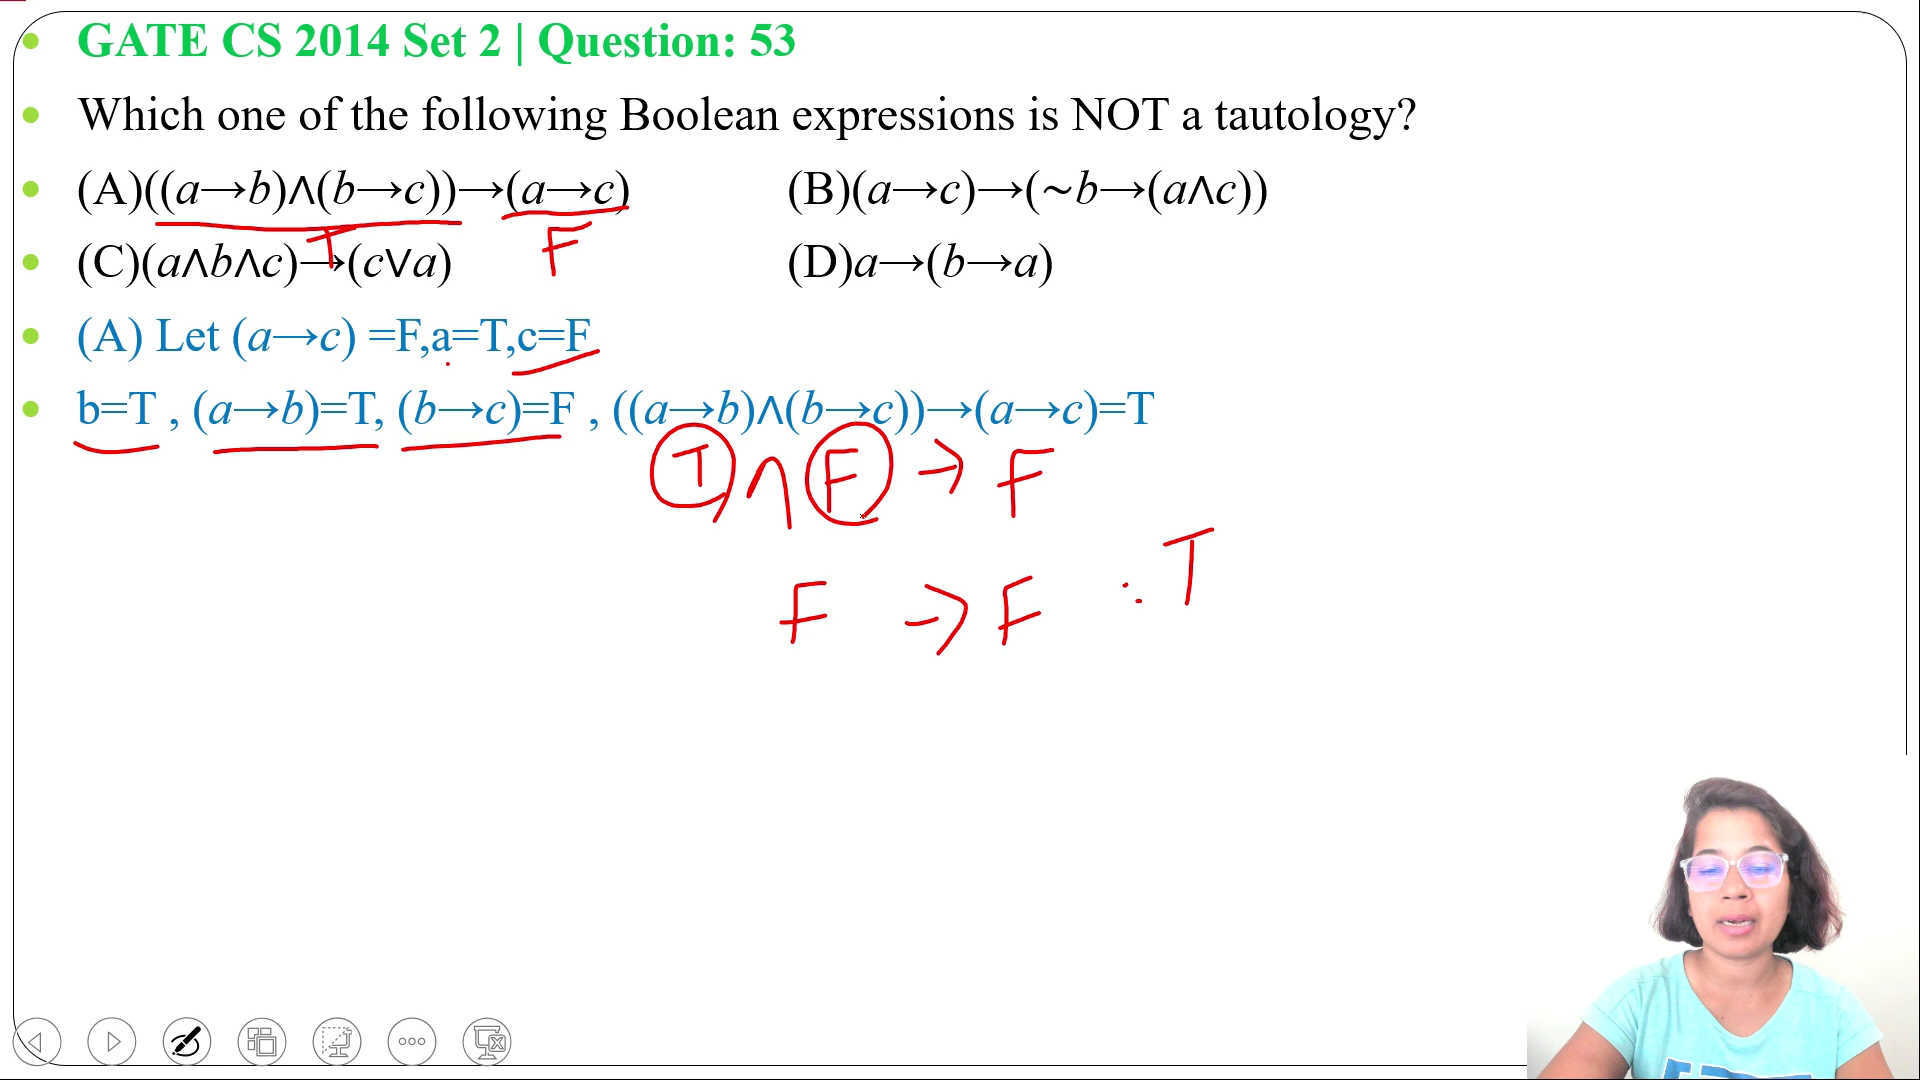 GATE CS 2014 Set 2 | Question: 53
Which one of the following Boolean expressions is NOT a tautology?
(A)((a→b)∧(b→c))→(a→c) (B)(a→c)→(~b→(a∧c))
T F
(C)(a∧b∧c)→(c∨a) (D)a→(b→a)
(A) Let (a→c) =F,a=T,c=F
b=T , (a→b)=T, (b→c)=F , ((a→b)∧(b→c))→(a→c)=T
T ∧ F → F
F → F : T